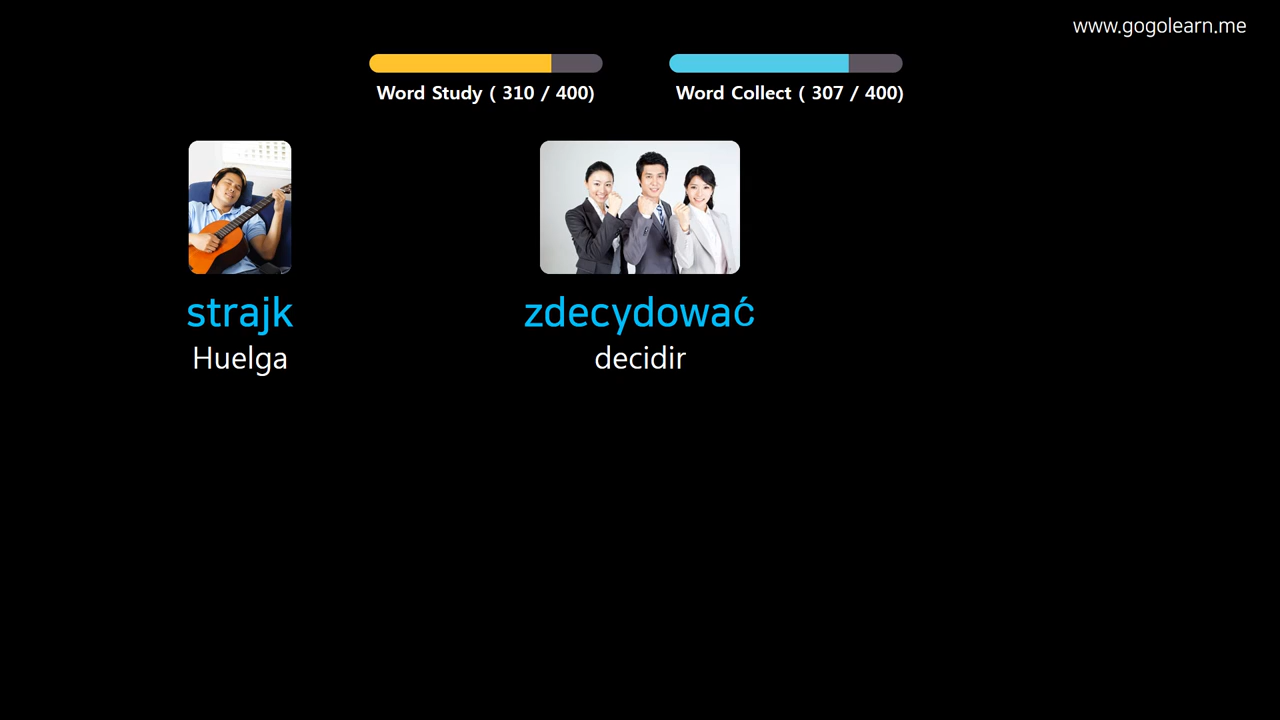 www.gogolearn.me
Word Study ( 310 / 400)
Word Collect ( 307 / 400)
strajk
Huelga
zdecydować
decidir